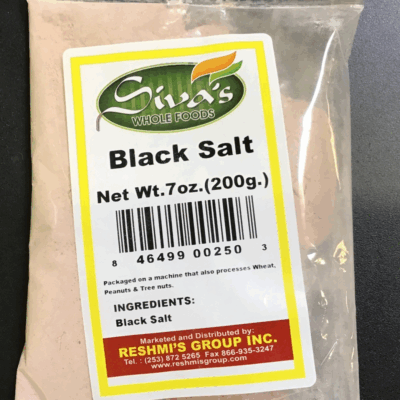 Siva's
WHOLE FOODS
Black Salt
Net Wt.7oz.(200g.)
8 46499 00250 3
Packaged on a machine that also processes Wheat,
Peanuts & Tree nuts.
INGREDIENTS:
Black Salt
Marketed and Distributed by:
RESHMI'S GROUP INC.
Tel. : (253) 872 5265 Fax 866-935-3247
www.reshmisgroup.com